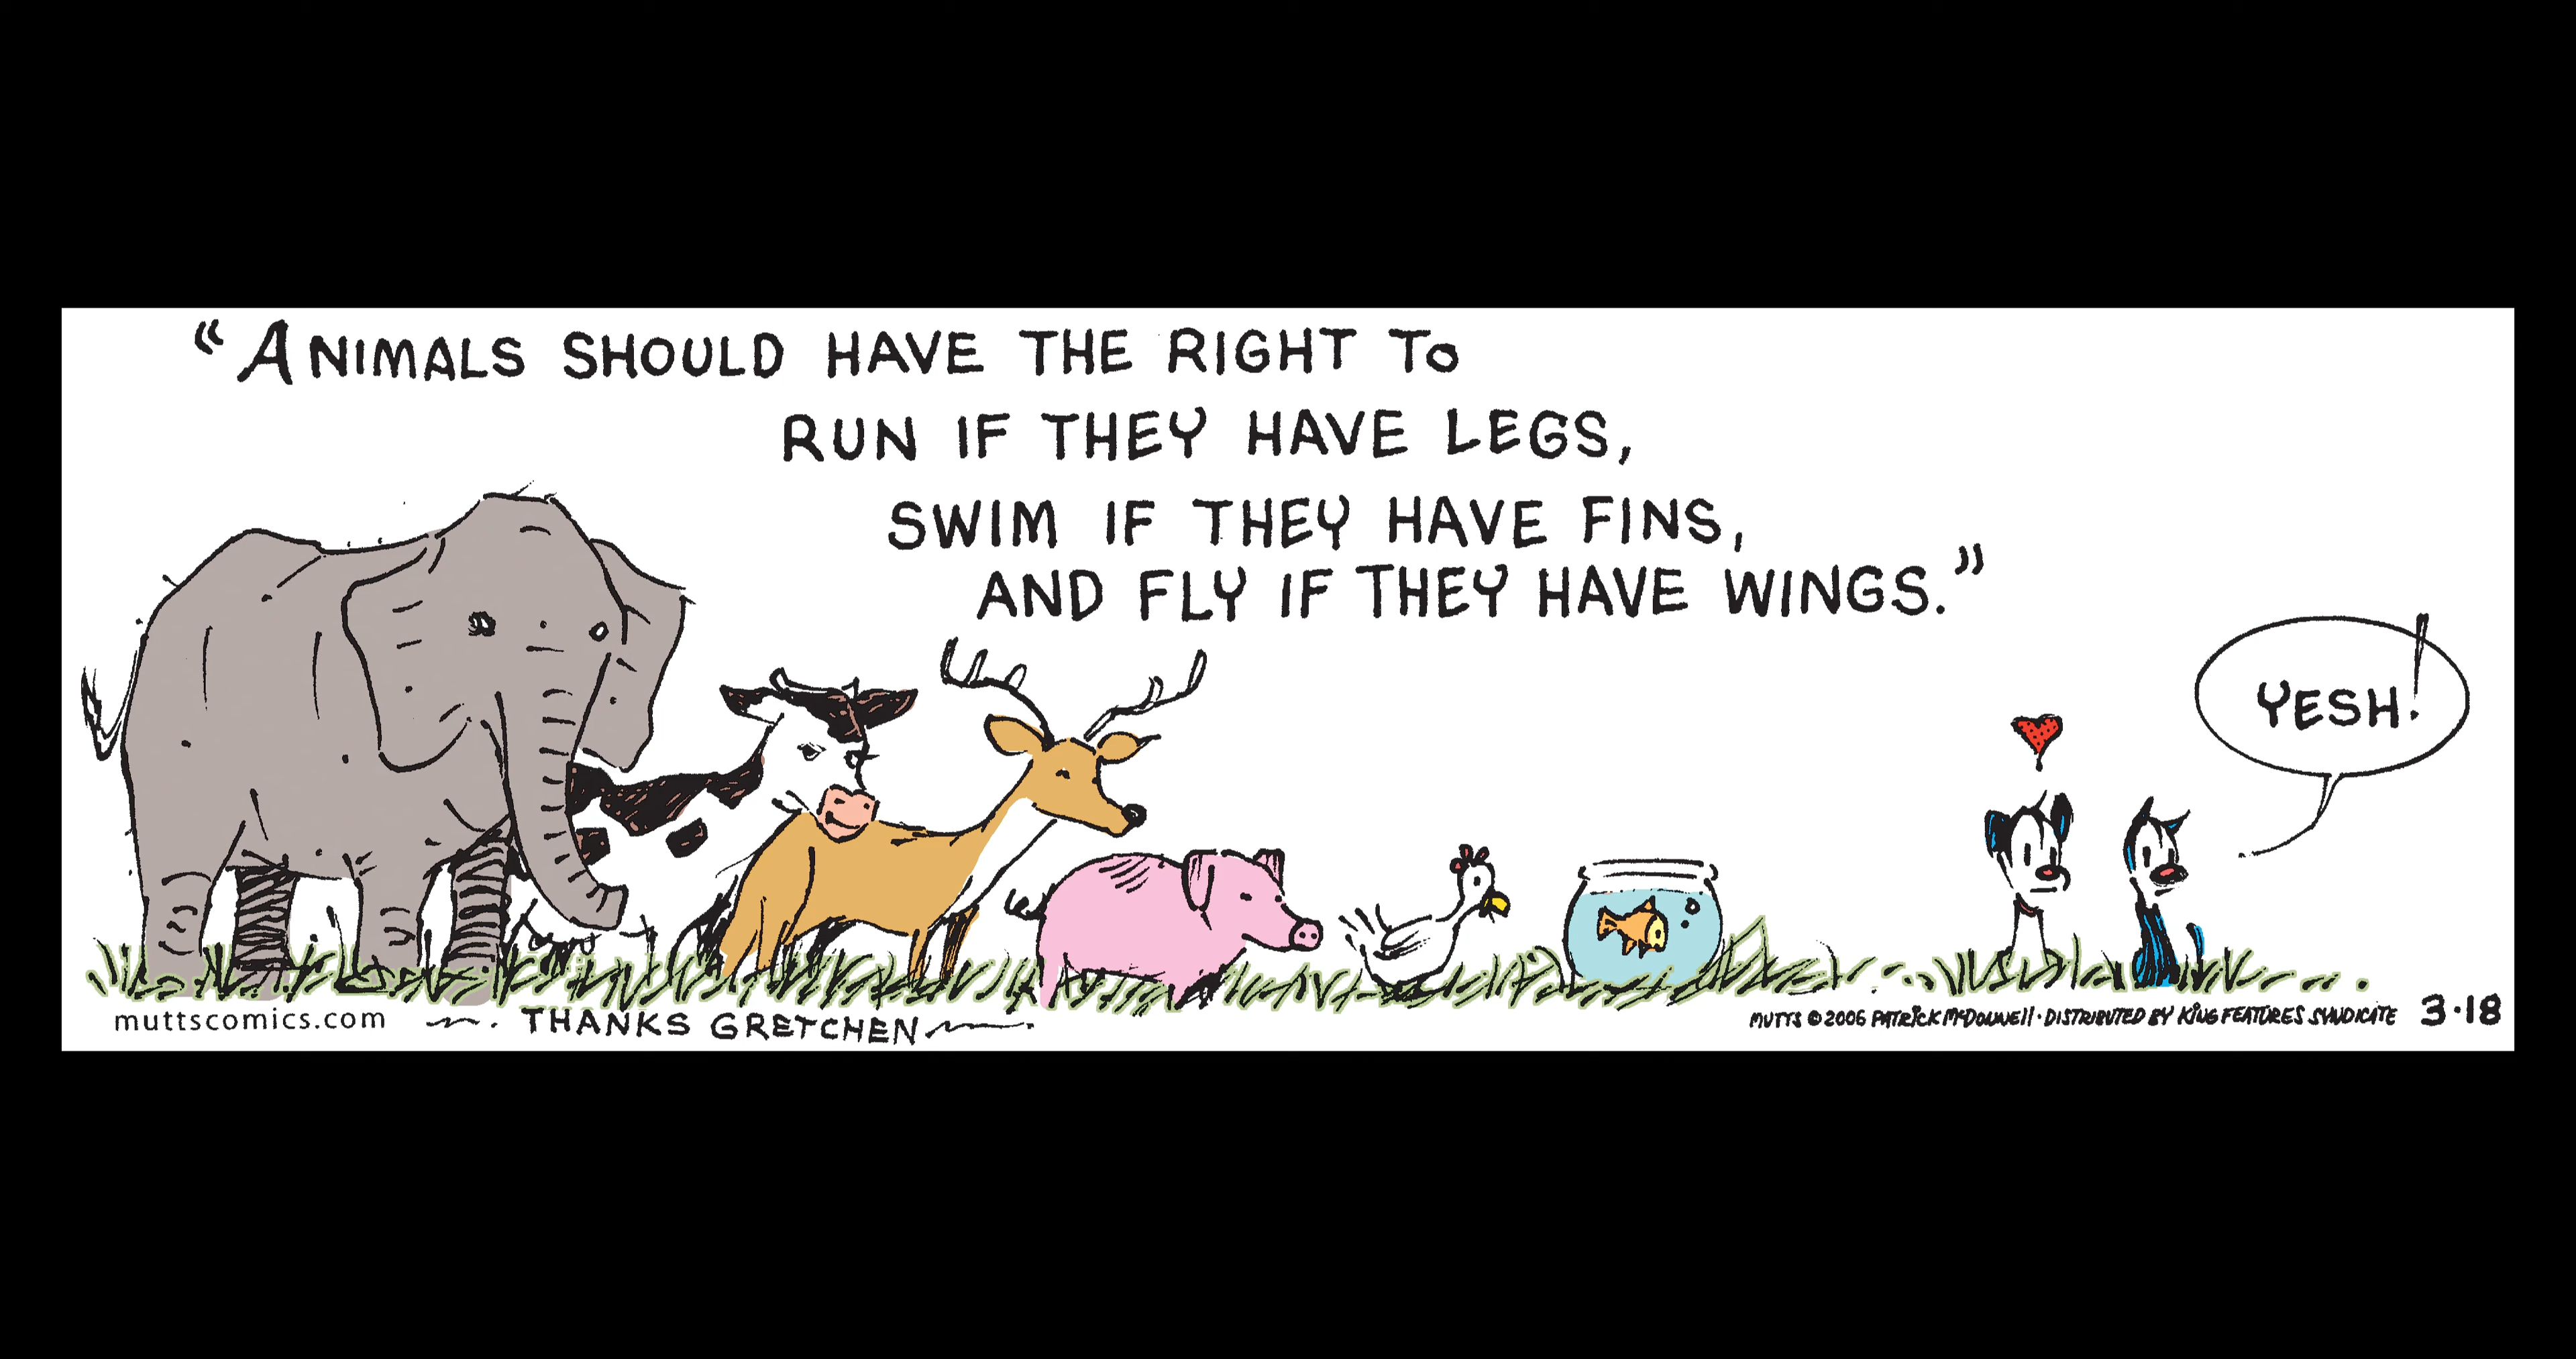 “ANIMALS SHOULD HAVE THE RIGHT TO
RUN IF THEY HAVE LEGS,
SWIM IF THEY HAVE FINS,
AND FLY IF THEY HAVE WINGS.”
YESH!
muttscomics.com
THANKS GRETCHEN
MUTTS © 2006 PATRICK McDONNELL · DISTRIBUTED BY KING FEATURES SYNDICATE 3·18